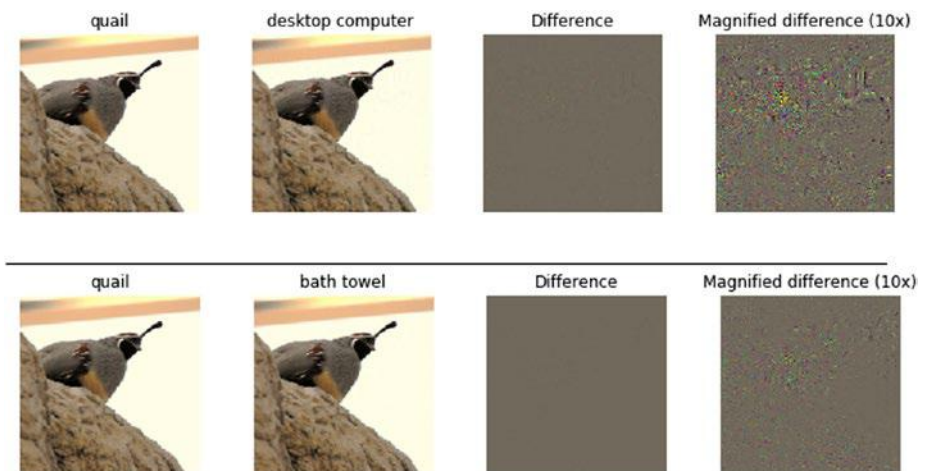 quail desktop computer Difference Magnified difference (10x)
quail bath towel Difference Magnified difference (10x)